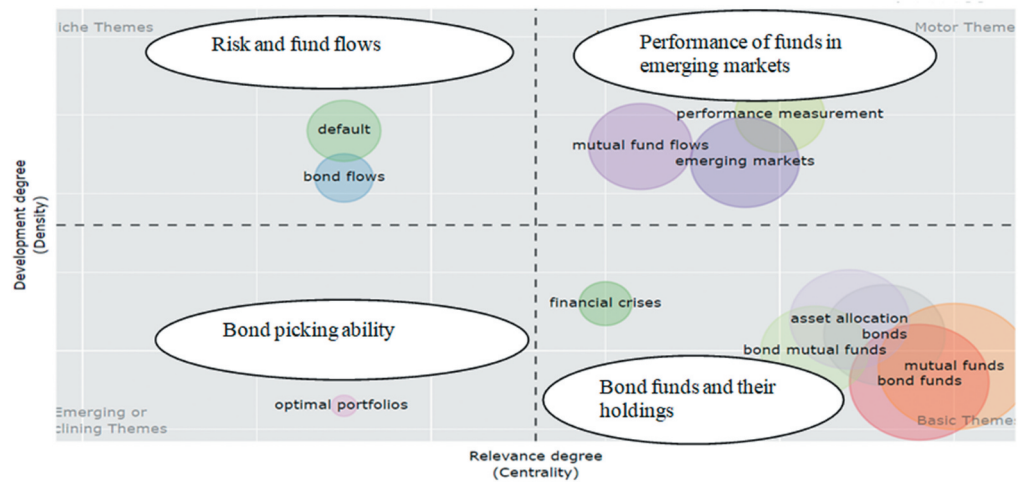 iche Themes
Risk and fund flows
Performance of funds in
emerging markets
Motor Theme
default
bond flows
performance measurement
mutual fund flows
emerging markets
Development degree
(Density)
financial crises
Bond picking ability
optimal portfolios
asset allocation
bonds
bond mutual funds
mutual funds
bond funds
Bond funds and their
holdings
Emerging or
clining Themes
Basic Themes
Relevance degree
(Centrality)